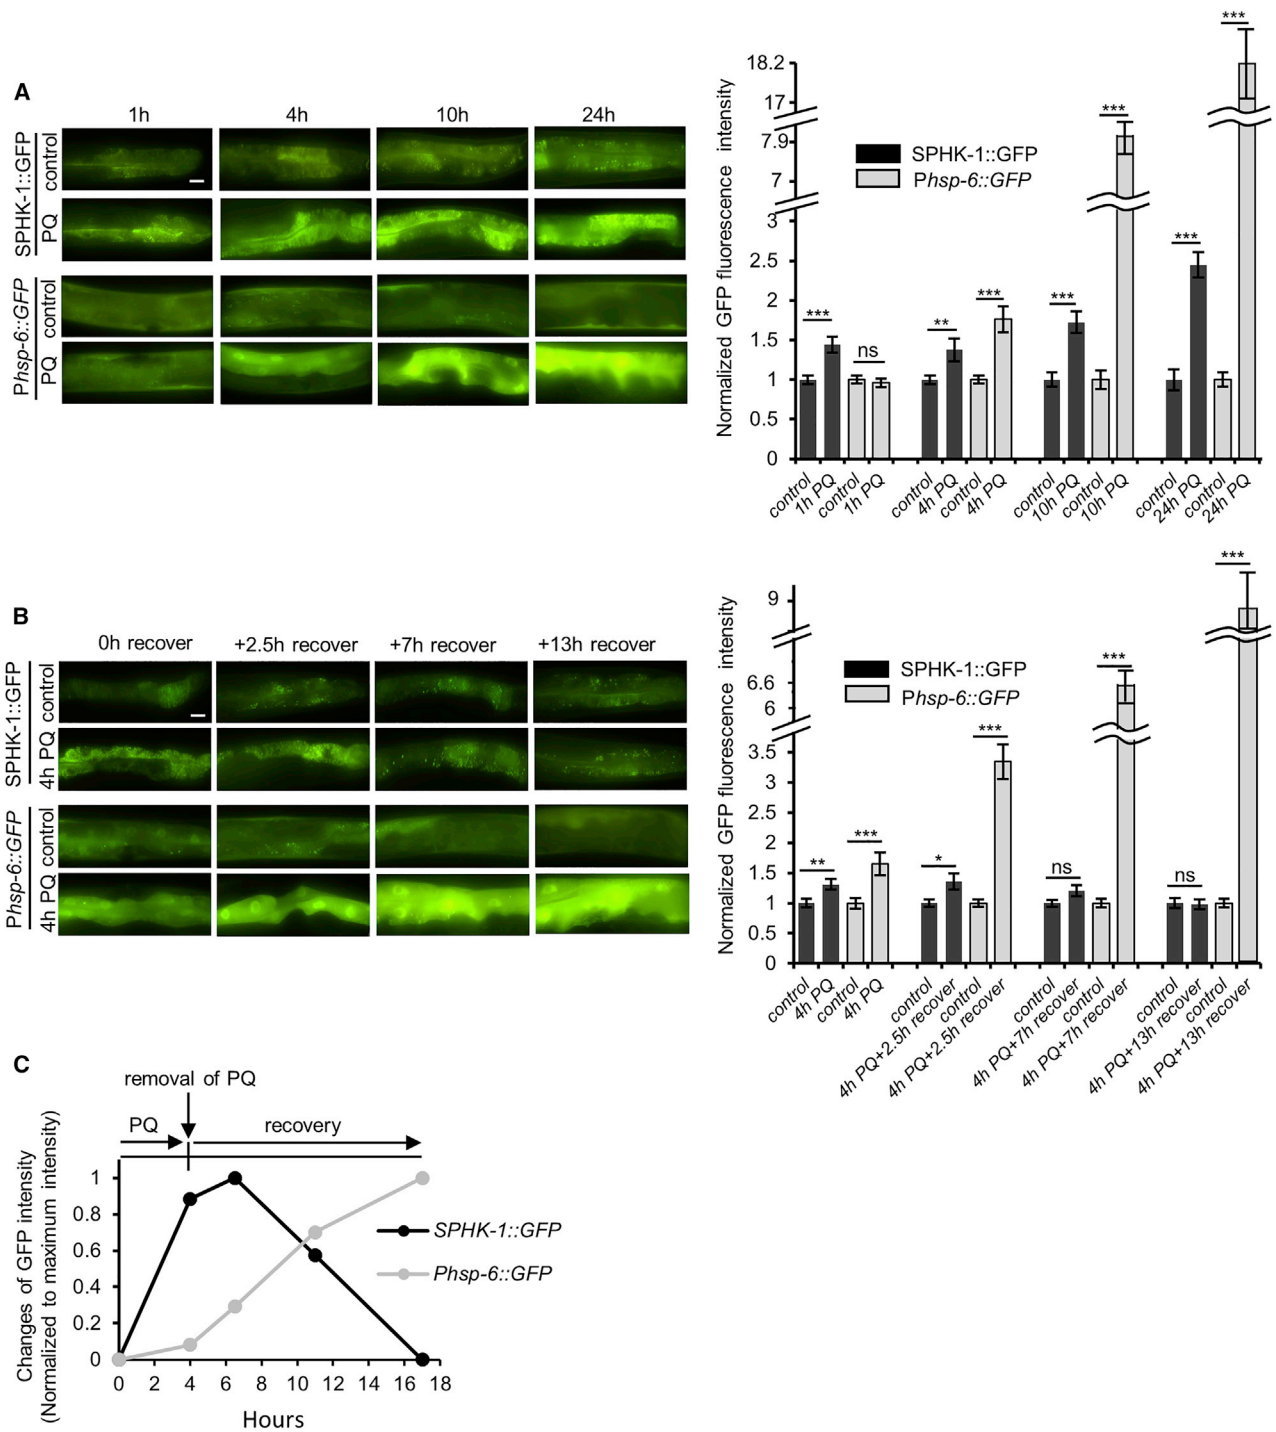 A
1h 4h 10h 24h
SPHK-1::GFP
control
PQ
Phsp-6::GFP
control
PQ
Normalized GFP fluorescence intensity
18.2
17
7.9
7
3
2.5
2
1.5
1
0.5
0
SPHK-1::GFP
Phsp-6::GFP
*** ns ** *** *** *** *** ***
control 1h PQ control 1h PQ control 4h PQ control 4h PQ control 10h PQ control 10h PQ control 24h PQ control 24h PQ
B
0h recover +2.5h recover +7h recover +13h recover
SPHK-1::GFP
control
4h PQ
Phsp-6::GFP
control
4h PQ
Normalized GFP fluorescence intensity
9
6.6
6
3.5
3
2.5
2
1.5
1
0.5
0
SPHK-1::GFP
Phsp-6::GFP
** *** * *** ns *** ns ***
control 4h PQ control 4h PQ control 4h PQ+2.5h recover control 4h PQ+2.5h recover control 4h PQ+7h recover control 4h PQ+7h recover control 4h PQ+13h recover control 4h PQ+13h recover
C
removal of PQ
PQ recovery
Changes of GFP intensity
(Normalized to maximum intensity)
1
0.8
0.6
0.4
0.2
0
SPHK-1::GFP
Phsp-6::GFP
0 2 4 6 8 10 12 14 16 18
Hours